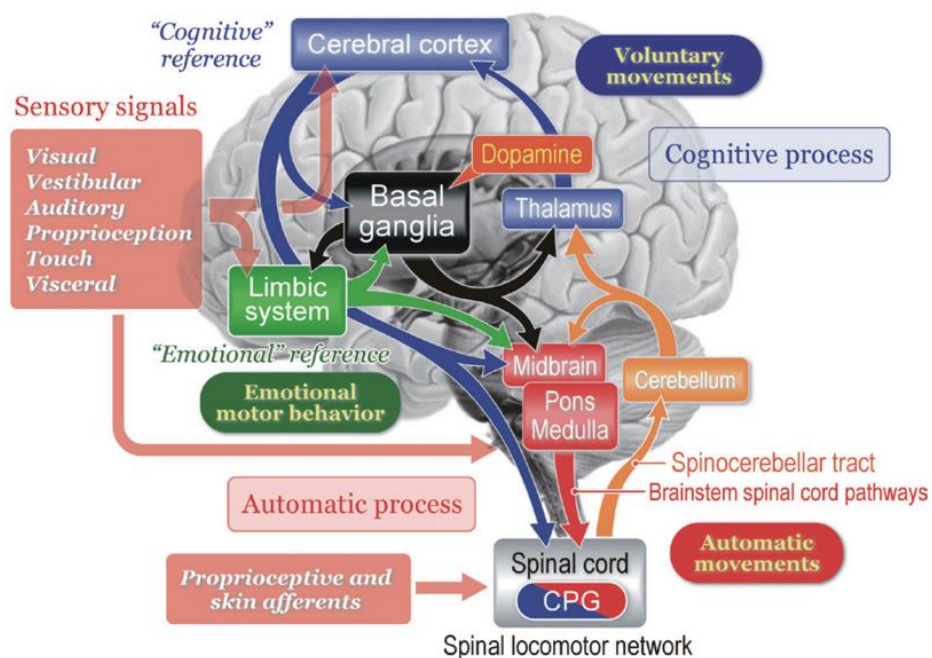 "Cognitive"
reference
Cerebral cortex
Voluntary
movements
Sensory signals
Visual
Vestibular
Auditory
Proprioception
Touch
Visceral
Dopamine
Cognitive process
Basal
ganglia
Thalamus
Limbic
system
"Emotional" reference
Emotional
motor behavior
Midbrain
Pons
Medulla
Cerebellum
Spinocerebellar tract
Brainstem spinal cord pathways
Automatic process
Automatic
movements
Proprioceptive and
skin afferents
Spinal cord
CPG
Spinal locomotor network